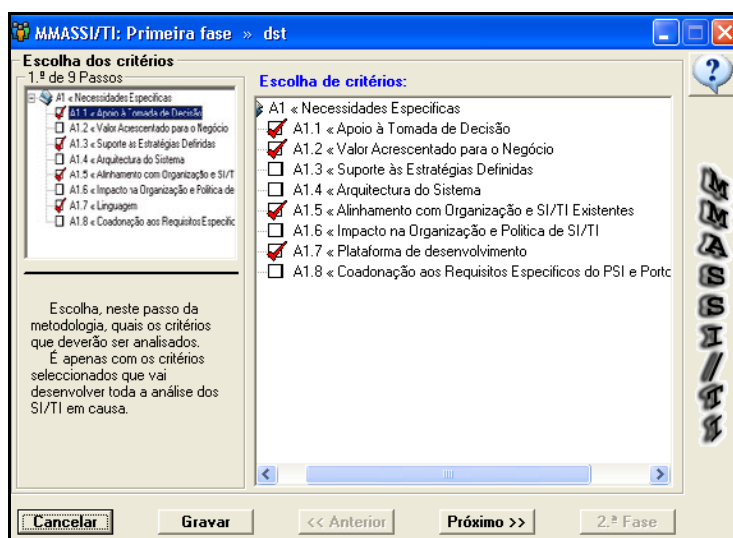 MMASSI/TI: Primeira fase » dst
Escolha dos critérios
1.ª de 9 Passos
A1 « Necessidades Especificas
A1.1 « Apoio à Tomada de Decisão
A1.2 « Valor Acrescentado para o Negócio
A1.3 « Suporte as Estratégias Definidas
A1.4 « Arquitectura do Sistema
A1.5 « Alinhamento com Organização e SI/T
A1.6 « Impacto na Organização e Politica de
A1.7 « Linguagem
A1.8 « Coadonação aos Requisitos Especific
Escolha, neste passo da
metodologia, quais os critérios
que deverão ser analisados.
É apenas com os critérios
seleccionados que vai
desenvolver toda a análise dos
SI/TI em causa.
Escolha de critérios:
A1 « Necessidades Especificas
A1.1 « Apoio à Tomada de Decisão
A1.2 « Valor Acrescentado para o Negócio
A1.3 « Suporte às Estratégias Definidas
A1.4 « Arquitectura do Sistema
A1.5 « Alinhamento com Organização e SI/TI Existentes
A1.6 « Impacto na Organização e Politica de SI/TI
A1.7 « Plataforma de desenvolvimento
A1.8 « Coadonação aos Requisitos Especificos do PSI e Portc
?
MMASSI/TI
Cancelar
Gravar
<< Anterior
Próximo >>
2.ª Fase